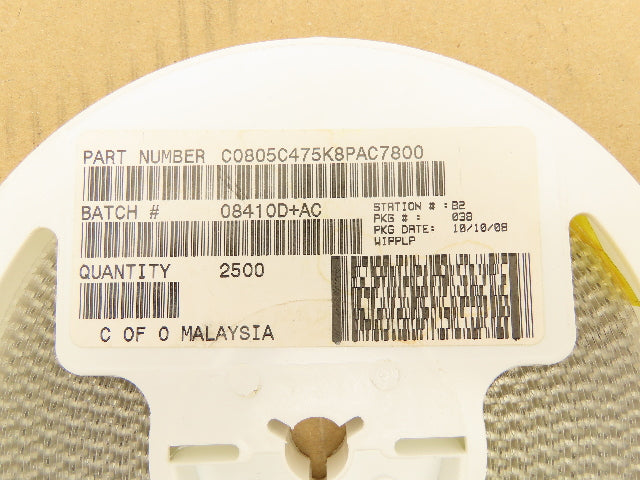 PART NUMBER C0805C475K8PAC7800
BATCH # 08410D+AC
STATION # : B2
PKG # : 038
PKG DATE: 10/10/08
WIPPLP
QUANTITY 2500
C OF O MALAYSIA